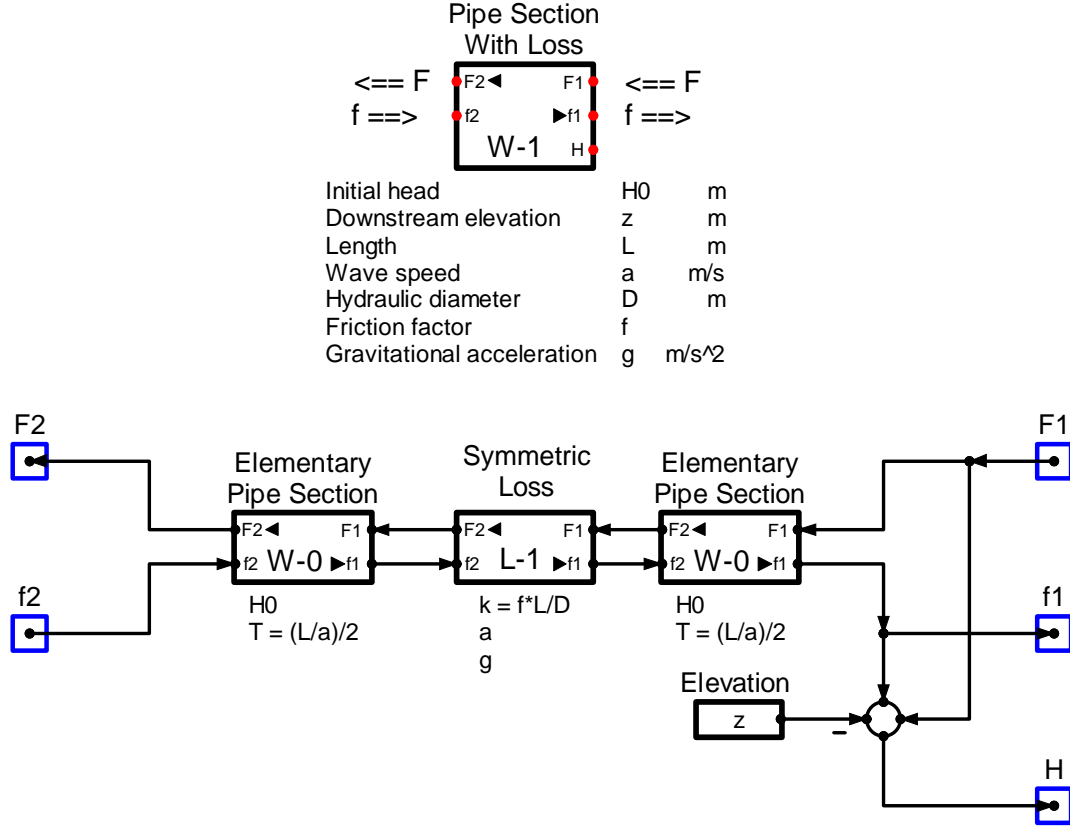 Pipe Section
With Loss
<== F
F2◄
F1
<== F
f ==>
f2
►f1
f ==>
W-1
H
Initial head H0 m
Downstream elevation z m
Length L m
Wave speed a m/s
Hydraulic diameter D m
Friction factor f
Gravitational acceleration g m/s^2
F2
F1
Elementary
Pipe Section
Symmetric
Loss
Elementary
Pipe Section
F2◄ F1
f2 W-0 ►f1
F2◄ F1
f2 L-1 ►f1
F2◄ F1
f2 W-0 ►f1
f2
f1
H0
T = (L/a)/2
k = f*L/D
a
g
H0
T = (L/a)/2
Elevation
z
–
H